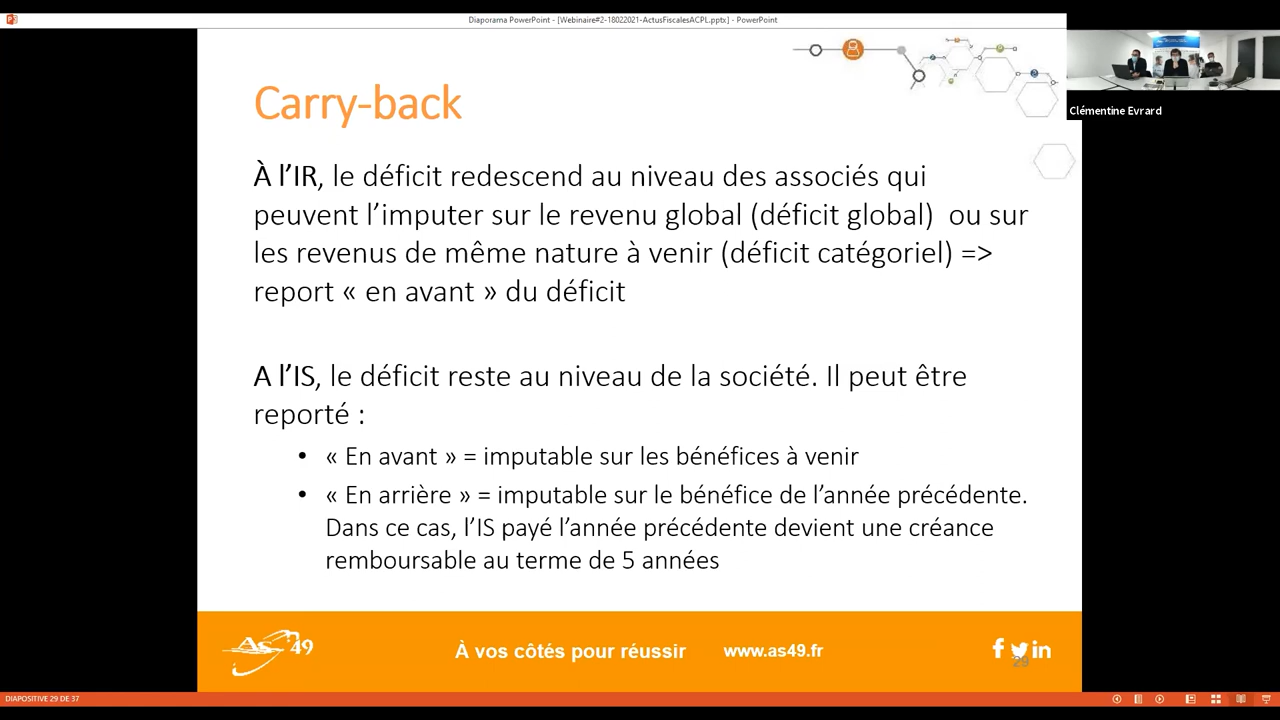 Diaporama PowerPoint - [Webinaire#2-18022021-ActusFiscalesACPL.pptx] - PowerPoint
Clémentine Evrard
Carry-back
À l’IR, le déficit redescend au niveau des associés qui
peuvent l’imputer sur le revenu global (déficit global)  ou sur
les revenus de même nature à venir (déficit catégoriel) =>
report « en avant » du déficit
A l’IS, le déficit reste au niveau de la société. Il peut être
reporté :
• « En avant » = imputable sur les bénéfices à venir
• « En arrière » = imputable sur le bénéfice de l’année précédente.
Dans ce cas, l’IS payé l’année précédente devient une créance
remboursable au terme de 5 années
As 49
À vos côtés pour réussir
www.as49.fr
29
DIAPOSITIVE 29 DE 37